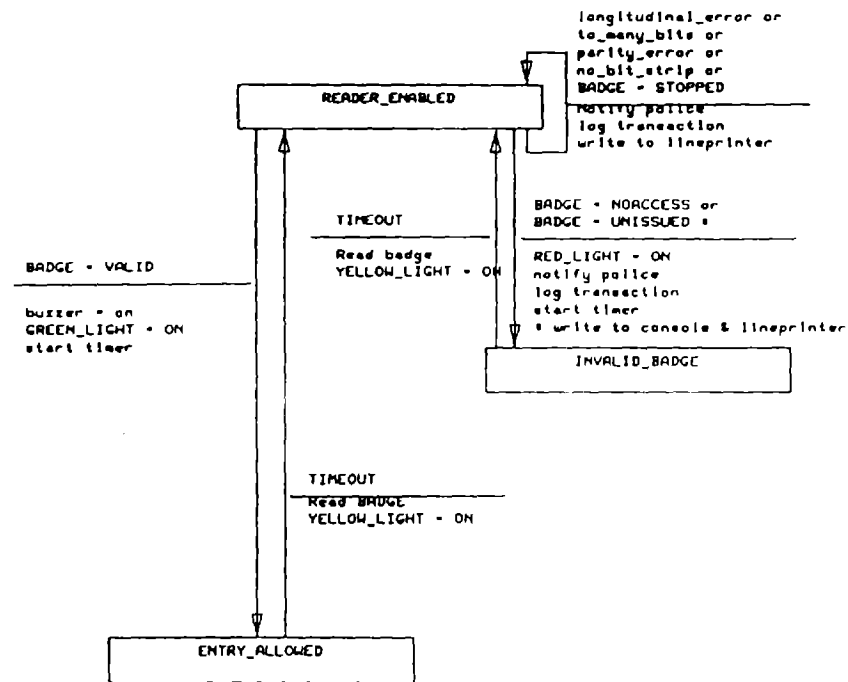 longitudinal_error or
to_many_bits or
parity_error or
no_bit_strip or
BADGE = STOPPED
notify police
log transaction
write to lineprinter
READER_ENABLED
BADGE = NOACCESS or
BADGE = UNISSUED *
TIMEOUT
Read badge
YELLOW_LIGHT = ON
RED_LIGHT = ON
notify police
log transaction
start timer
* write to console & lineprinter
BADGE = VALID
buzzer = on
GREEN_LIGHT = ON
start timer
INVALID_BADGE
TIMEOUT
Read BADGE
YELLOW_LIGHT = ON
ENTRY_ALLOWED